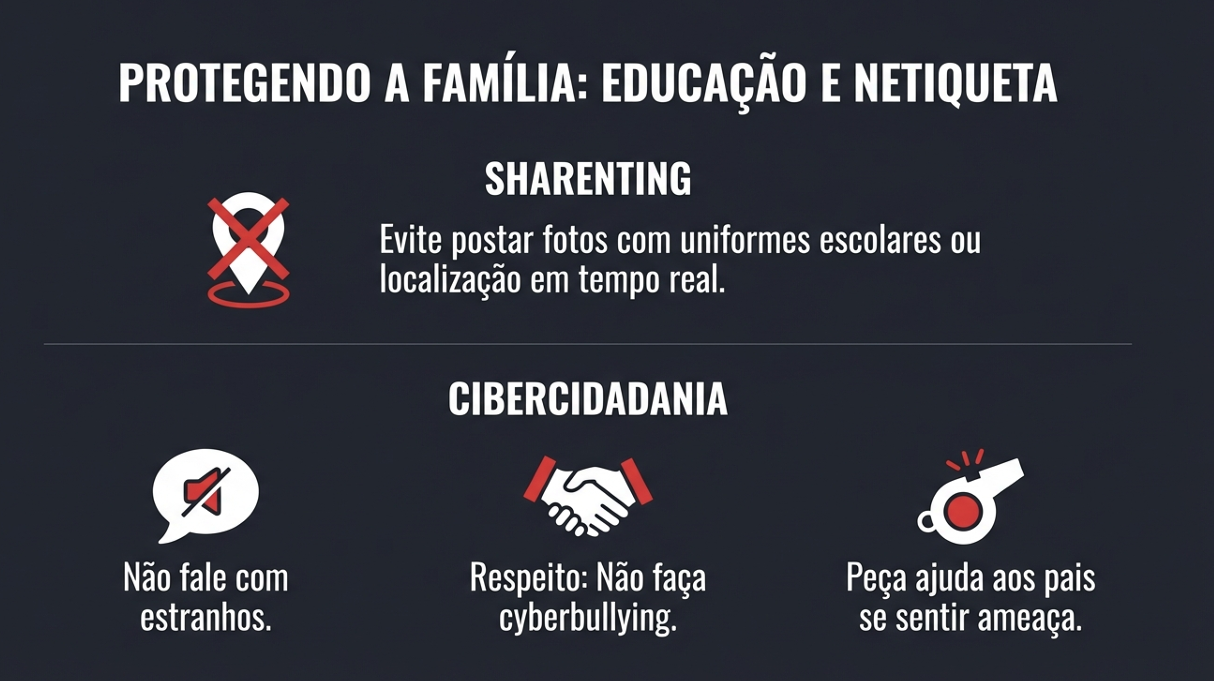 PROTEGENDO A FAMÍLIA: EDUCAÇÃO E NETIQUETA
SHARENTING
Evite postar fotos com uniformes escolares ou
localização em tempo real.
CIBERCIDADANIA
Não fale com
estranhos.
Respeito: Não faça
cyberbullying.
Peça ajuda aos pais
se sentir ameaça.